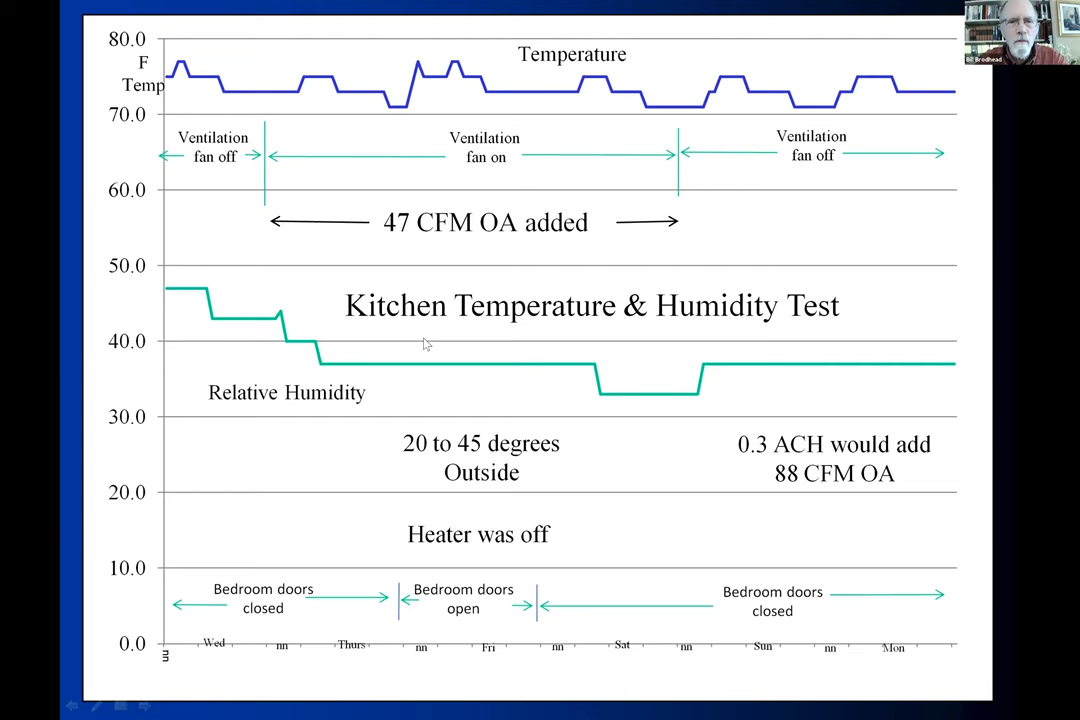 80.0
F
Temp
Temperature
70.0
Ventilation
fan off
Ventilation
fan on
Ventilation
fan off
60.0
47 CFM OA added
50.0
Kitchen Temperature & Humidity Test
40.0
Relative Humidity
30.0
20 to 45 degrees
Outside
0.3 ACH would add
88 CFM OA
20.0
Heater was off
10.0
Bedroom doors
closed
Bedroom doors
open
Bedroom doors
closed
0.0
nn Wed nn Thurs nn Fri nn Sat nn Sun nn Mon
Bill Brodhead